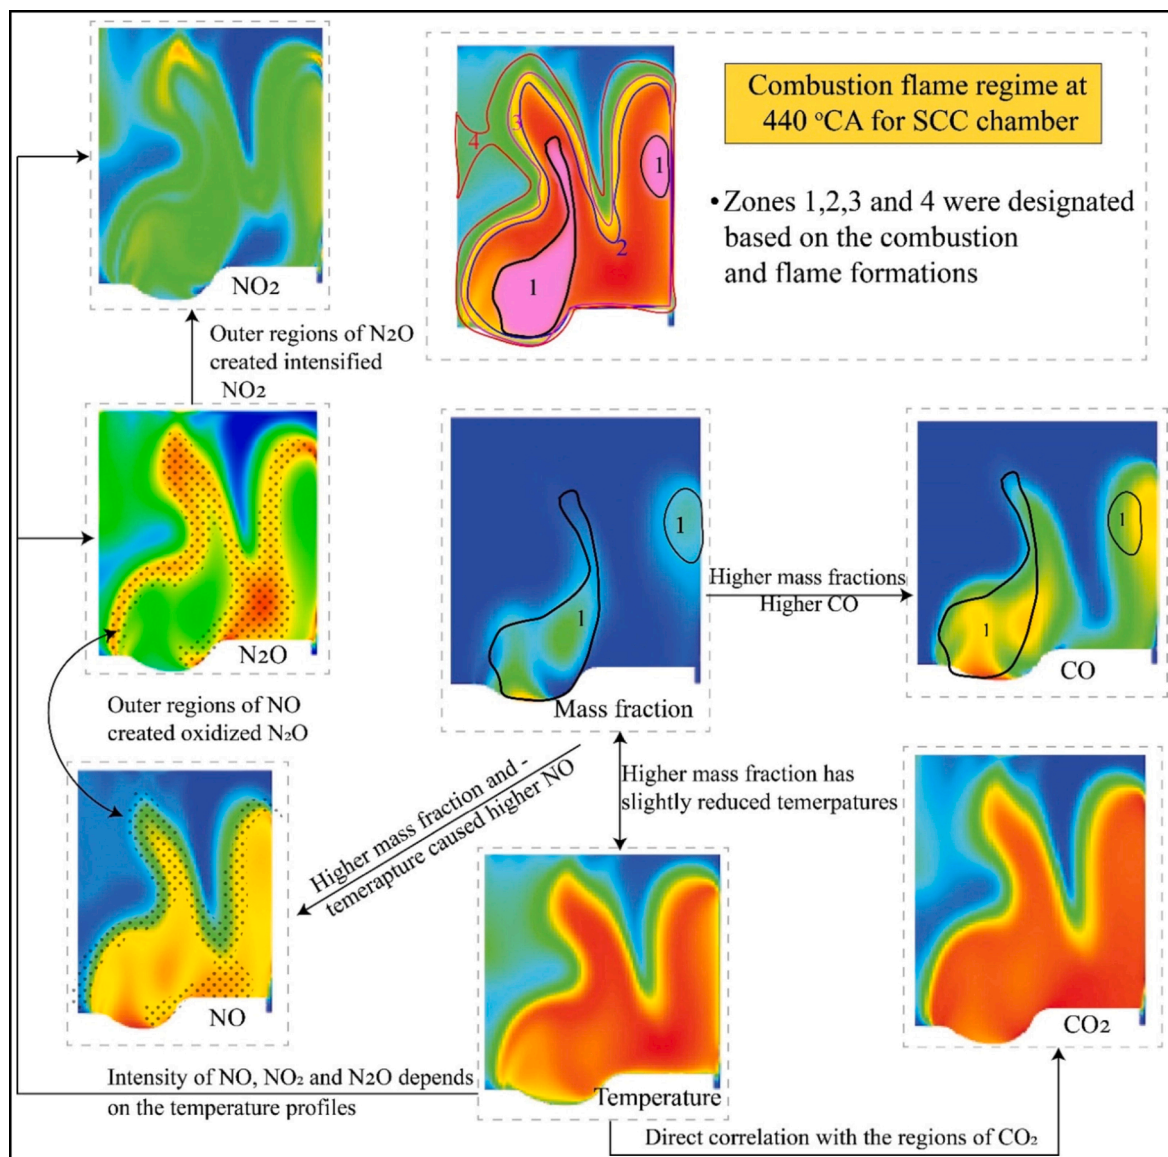 Combustion flame regime at
440 °CA for SCC chamber
3
4
1
2
1
• Zones 1,2,3 and 4 were designated
based on the combustion
and flame formations
NO2
Outer regions of N2O
created intensified
NO2
N2O
1
1
Mass fraction
Higher mass fractions
Higher CO
1
1
CO
Outer regions of NO
created oxidized N2O
Higher mass fraction and -
temerapture caused higher NO
Higher mass fraction has
slightly reduced temerpatures
NO
Temperature
CO2
Intensity of NO, NO2 and N2O depends
on the temperature profiles
Direct correlation with the regions of CO2